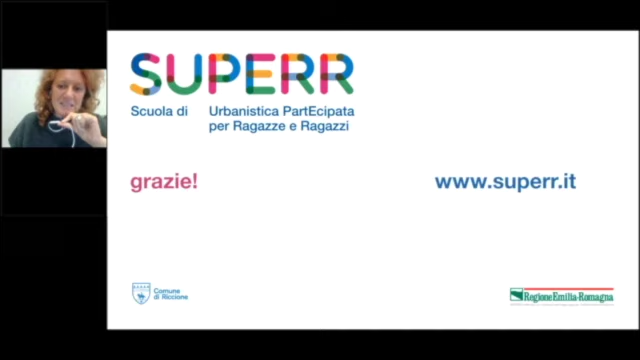 SUPERR
Scuola di Urbanistica PartEcipata
per Ragazze e Ragazzi
grazie!
www.superr.it
Comune
di Riccione
RegioneEmilia-Romagna